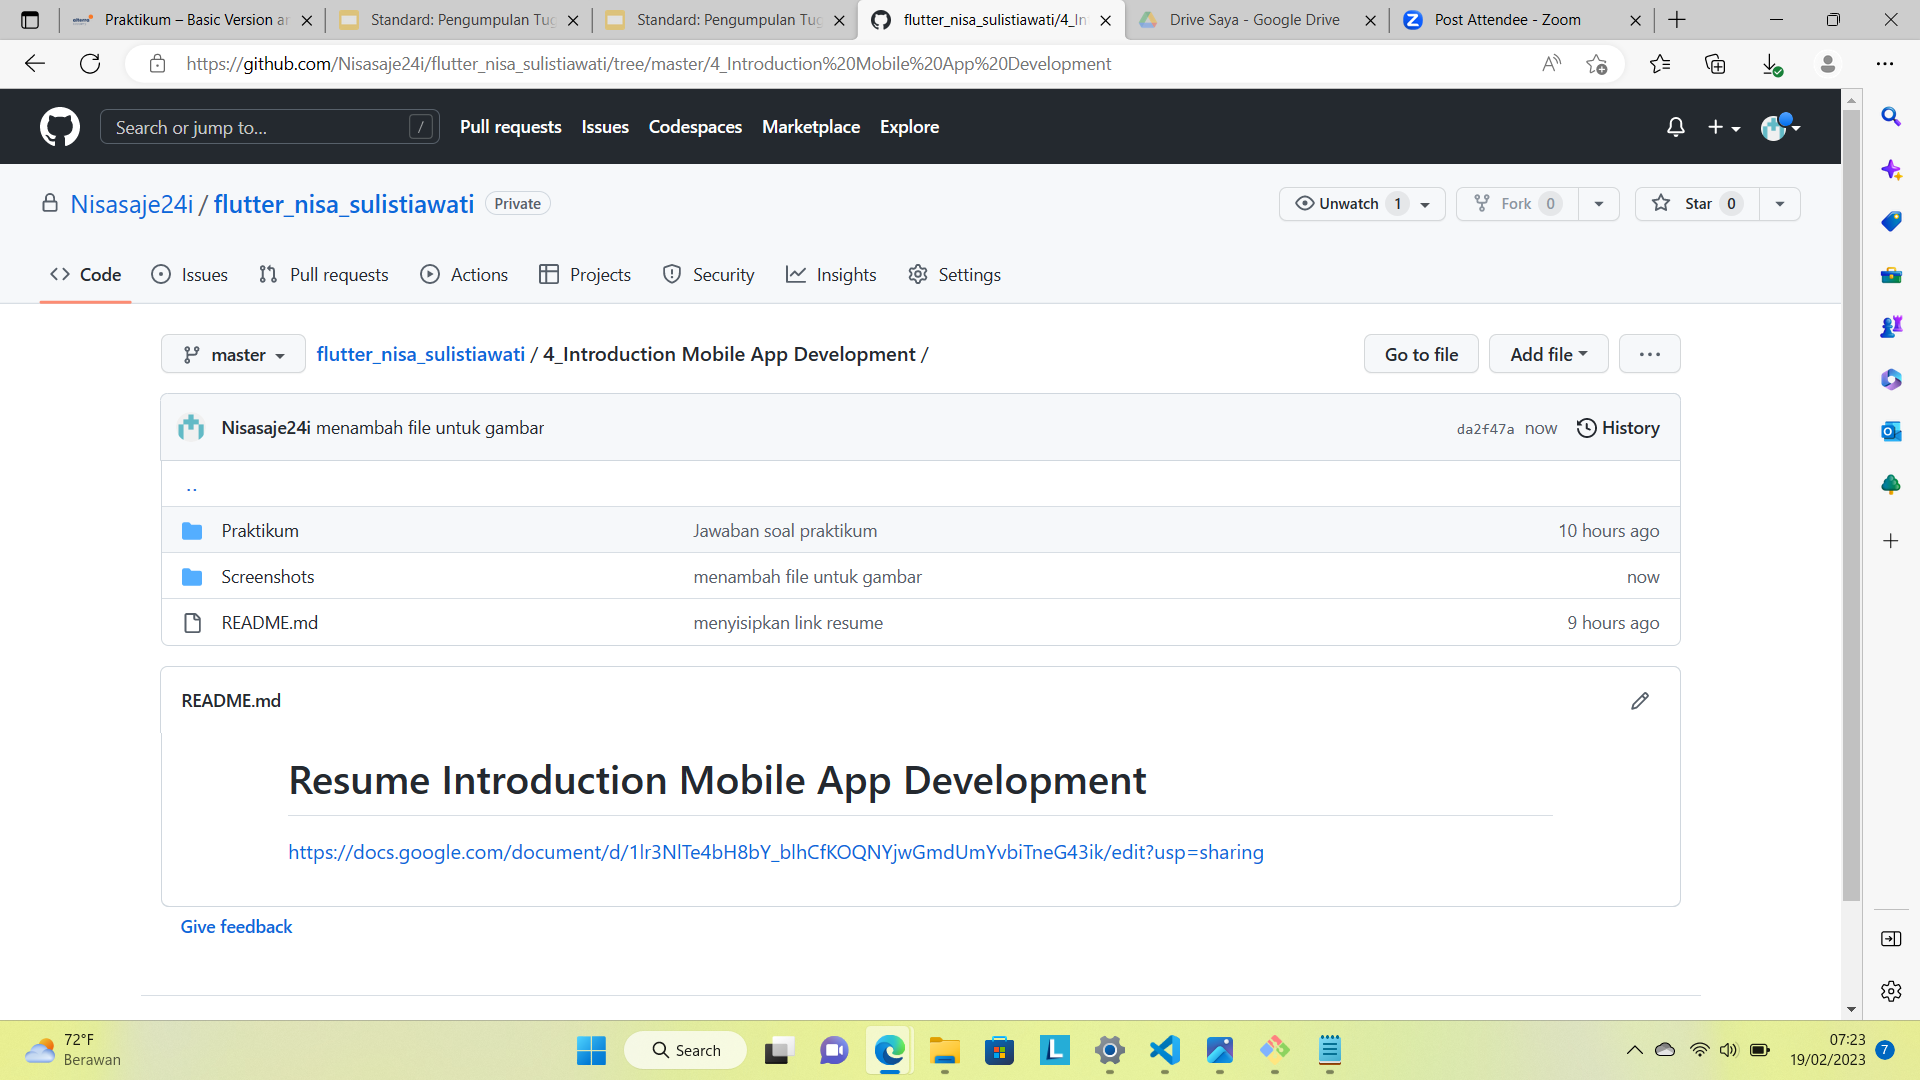 Praktikum – Basic Version an
Standard: Pengumpulan Tug
Standard: Pengumpulan Tug
flutter_nisa_sulistiawati/4_In
Drive Saya - Google Drive
Post Attendee - Zoom
https://github.com/Nisasaje24i/flutter_nisa_sulistiawati/tree/master/4_Introduction%20Mobile%20App%20Development
Search or jump to...
/
Pull requests
Issues
Codespaces
Marketplace
Explore
Nisasaje24i / flutter_nisa_sulistiawati
Private
Unwatch 1
Fork 0
Star 0
Code
Issues
Pull requests
Actions
Projects
Security
Insights
Settings
master
flutter_nisa_sulistiawati / 4_Introduction Mobile App Development /
Go to file
Add file
Nisasaje24i menambah file untuk gambar
da2f47a now
History
..
Praktikum
Jawaban soal praktikum
10 hours ago
Screenshots
menambah file untuk gambar
now
README.md
menyisipkan link resume
9 hours ago
README.md
Resume Introduction Mobile App Development
https://docs.google.com/document/d/1lr3NlTe4bH8bY_blhCfKOQNYjwGmdUmYvbiTneG43ik/edit?usp=sharing
Give feedback
72°F
Berawan
Search
07:23
19/02/2023
7